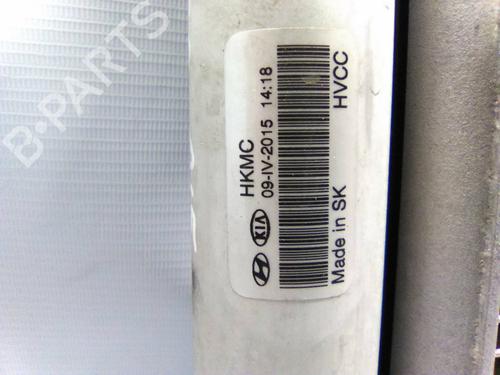 HKMC
KIA
09-IV-2015 14:18
Made in SK
HVCC
B-PARTS